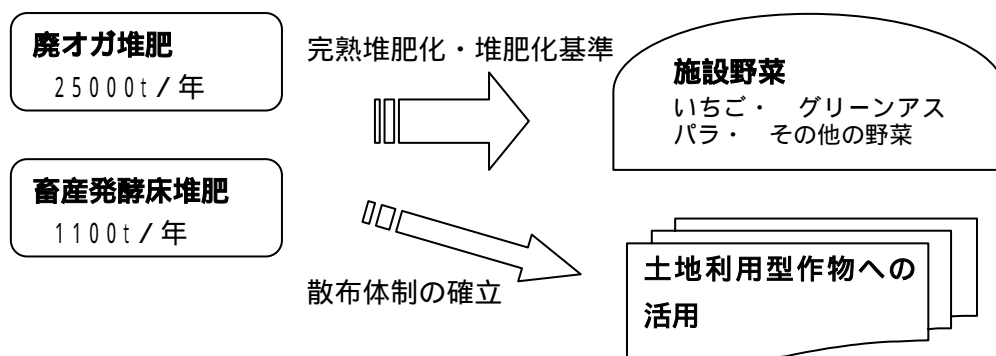 廃オガ堆肥
25000t/年
完熟堆肥化・堆肥化基準
施設野菜
いちご・ グリーンアス
パラ・ その他の野菜
畜産発酵床堆肥
1100t/年
散布体制の確立
土地利用型作物への
活用